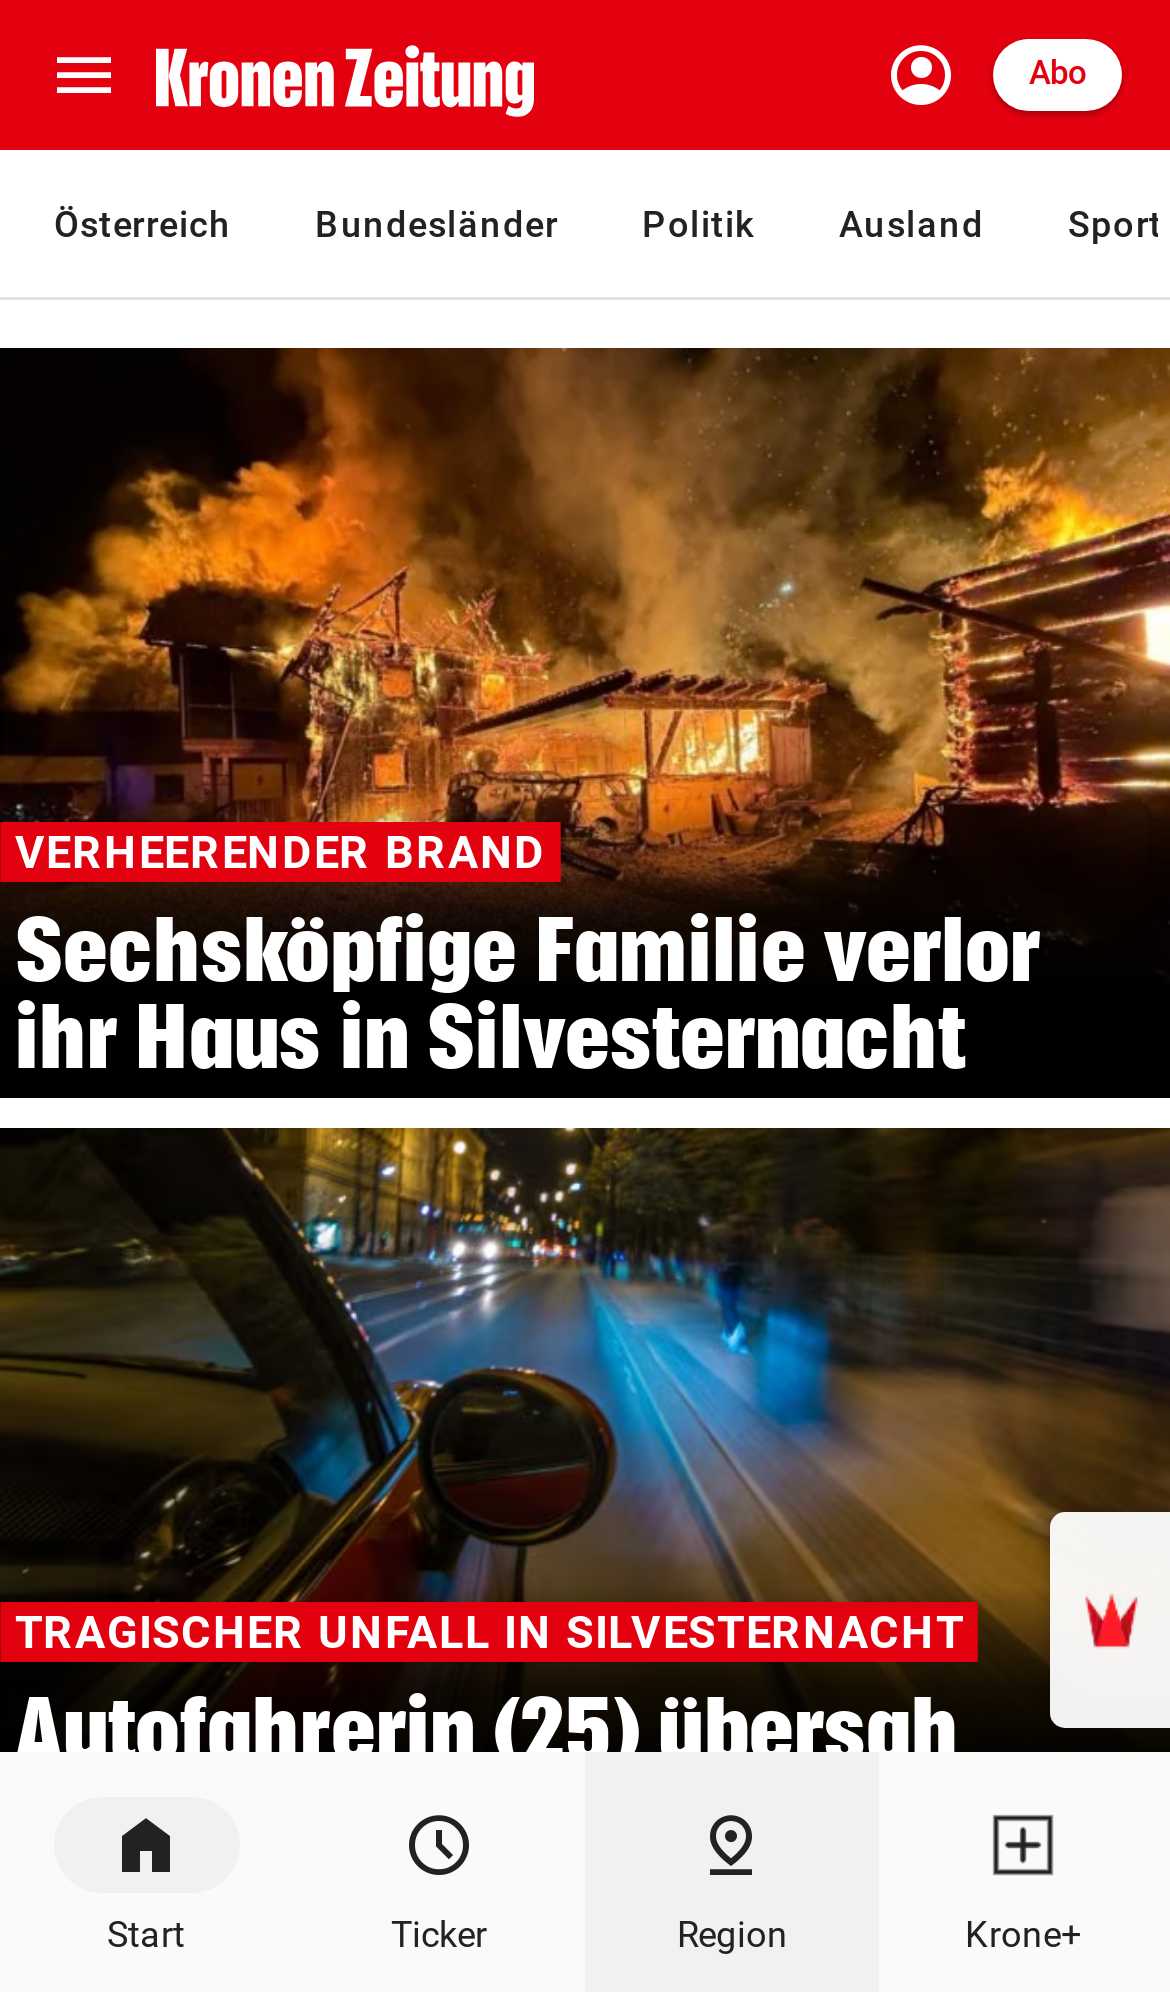 Kronen Zeitung
Abo
Österreich Bundesländer Politik Ausland Sport
VERHEERENDER BRAND
Sechsköpfige Familie verlor
ihr Haus in Silvesternacht
TRAGISCHER UNFALL IN SILVESTERNACHT
Autofahrerin (25) übersah
Start Ticker Region Krone+